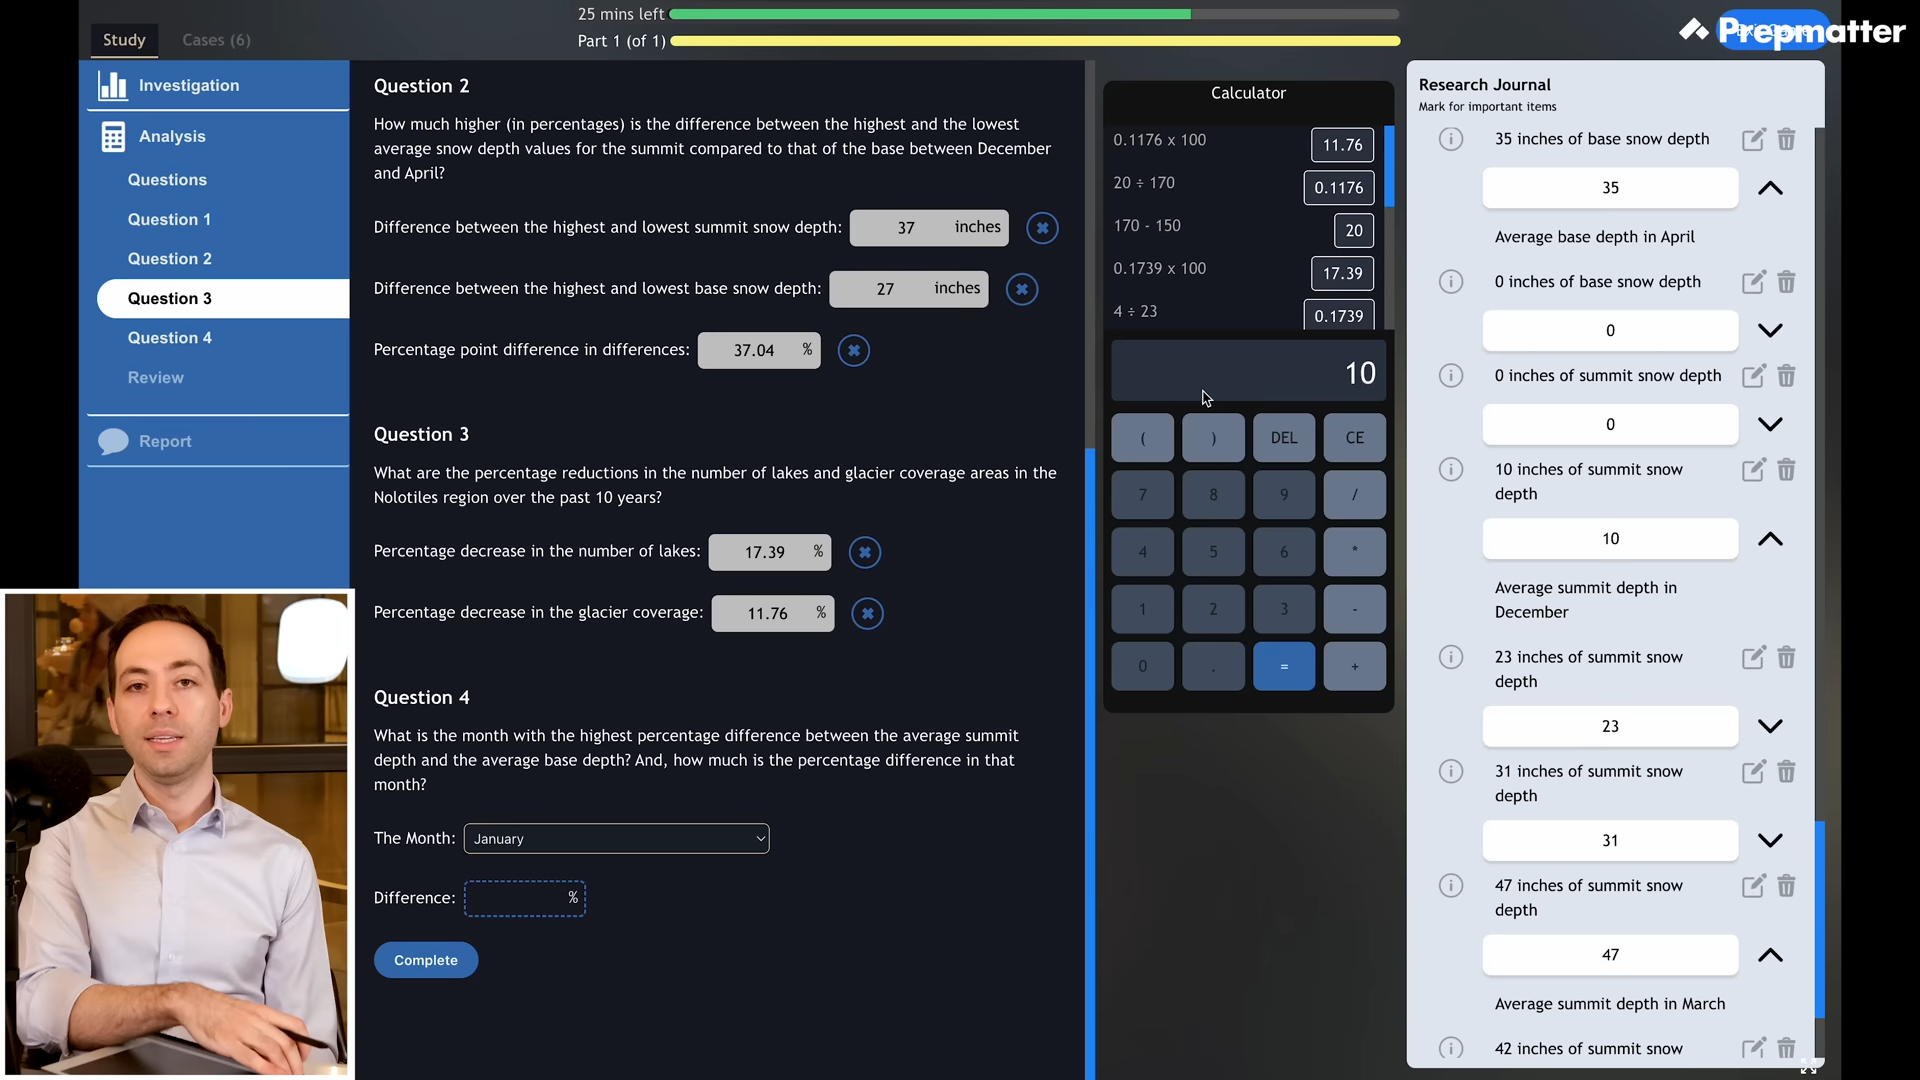 25 mins left
Part 1 (of 1)
Prepmatter
Study
Cases (6)
Investigation
Analysis
Questions
Question 1
Question 2
Question 3
Question 4
Review
Report
Question 2
How much higher (in percentages) is the difference between the highest and the lowest
average snow depth values for the summit compared to that of the base between December
and April?
Difference between the highest and lowest summit snow depth: 37 inches
Difference between the highest and lowest base snow depth: 27 inches
Percentage point difference in differences: 37.04 %
Question 3
What are the percentage reductions in the number of lakes and glacier coverage areas in the
Nolotiles region over the past 10 years?
Percentage decrease in the number of lakes: 17.39 %
Percentage decrease in the glacier coverage: 11.76 %
Question 4
What is the month with the highest percentage difference between the average summit
depth and the average base depth? And, how much is the percentage difference in that
month?
The Month: January
Difference: %
Complete
Calculator
0.1176 x 100 11.76
20 ÷ 170 0.1176
170 - 150 20
0.1739 x 100 17.39
4 ÷ 23 0.1739
10
( ) DEL CE
7 8 9 /
4 5 6 *
1 2 3 -
0 . = +
Research Journal
Mark for important items
35 inches of base snow depth
35
Average base depth in April
0 inches of base snow depth
0
0 inches of summit snow depth
0
10 inches of summit snow
depth
10
Average summit depth in
December
23 inches of summit snow
depth
23
31 inches of summit snow
depth
31
47 inches of summit snow
depth
47
Average summit depth in March
42 inches of summit snow